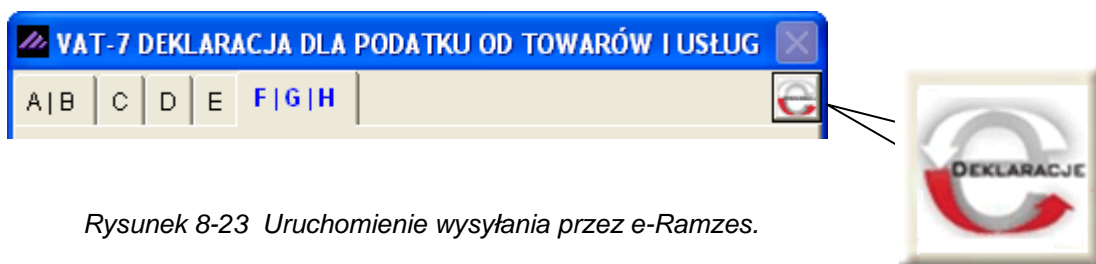 VAT-7 DEKLARACJA DLA PODATKU OD TOWARÓW I USŁUG
A|B C D E F|G|H
DEKLARACJE
Rysunek 8-23 Uruchomienie wysyłania przez e-Ramzes.